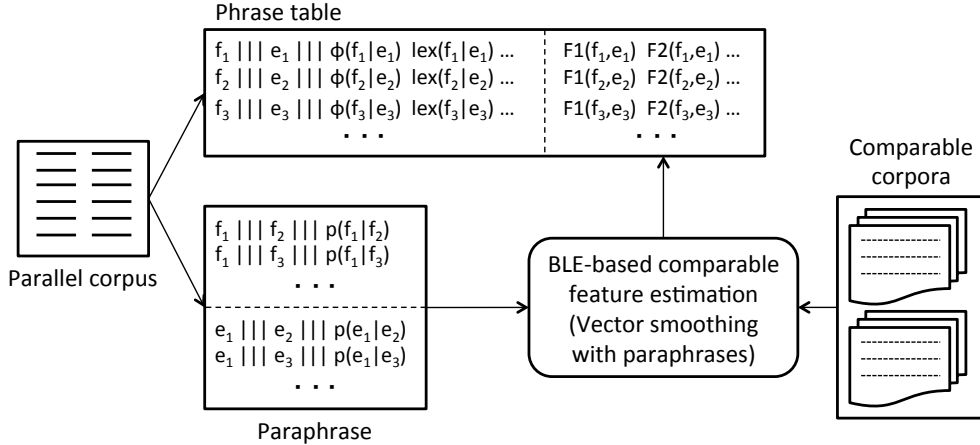 Phrase table
f₁ ||| e₁ ||| ϕ(f₁|e₁) lex(f₁|e₁) ... F1(f₁,e₁) F2(f₁,e₁) ...
f₂ ||| e₂ ||| ϕ(f₂|e₂) lex(f₂|e₂) ... F1(f₂,e₂) F2(f₂,e₂) ...
f₃ ||| e₃ ||| ϕ(f₃|e₃) lex(f₃|e₃) ... F1(f₃,e₃) F2(f₃,e₃) ...
. . . . . .
Parallel corpus
f₁ ||| f₂ ||| p(f₁|f₂)
f₁ ||| f₃ ||| p(f₁|f₃)
. . .
e₁ ||| e₂ ||| p(e₁|e₂)
e₁ ||| e₃ ||| p(e₁|e₃)
. . .
Paraphrase
BLE-based comparable
feature estimation
(Vector smoothing
with paraphrases)
Comparable
corpora